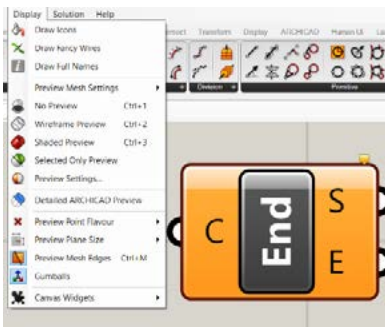 Display Solution Help
Transform Display ARCHICAD Human UI
Draw Icons
Draw Fancy Wires
Draw Full Names
Preview Mesh Settings
No Preview Ctrl+1
Wireframe Preview Ctrl+2
Shaded Preview Ctrl+3
Selected Only Preview
Preview Settings...
Detailed ARCHICAD Preview
Preview Point Flavour
Preview Plane Size
Preview Mesh Edges Ctrl+M
Gumballs
Canvas Widgets
Division
Primitive
C
End
S
E